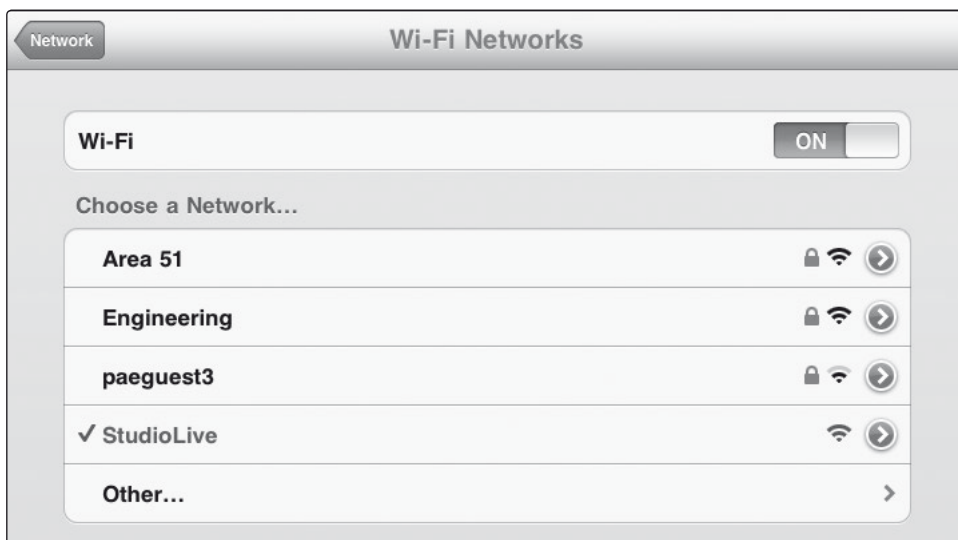 Network
Wi-Fi Networks
Wi-Fi
ON
Choose a Network...
Area 51
Engineering
paeguest3
✓ StudioLive
Other...